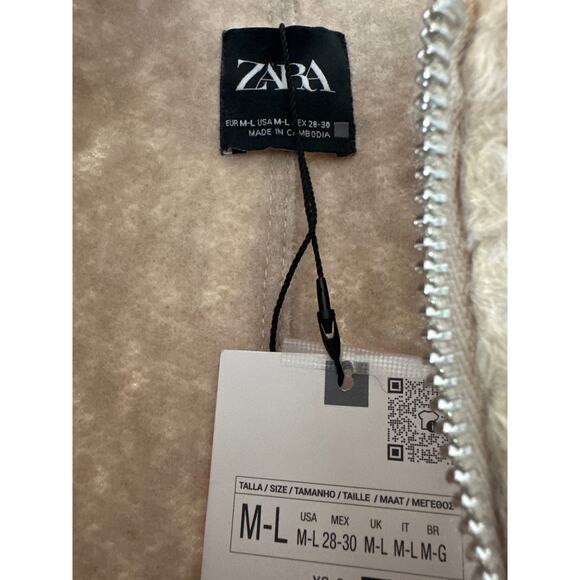 ZARA
EUR M-L USA M-L MEX 28-30
MADE IN CAMBODIA
TALLA / SIZE / TAMANHO / TAILLE / MAAT / ΜΕΓΕΘΟΣ
USA MEX UK IT BR
M-L M-L 28-30 M-L M-L M-G